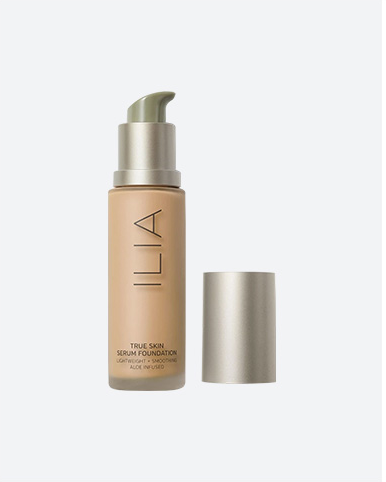 ILIA
TRUE SKIN
SERUM FOUNDATION
LIGHTWEIGHT + SMOOTHING
ALOE INFUSED